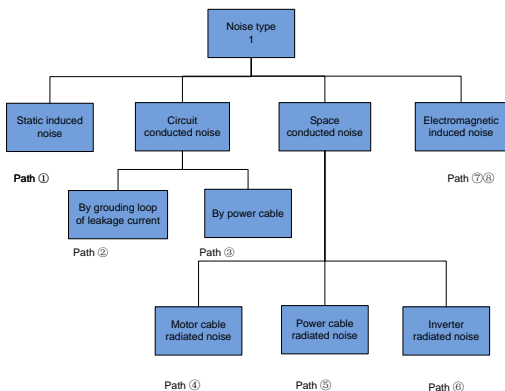 Noise type
1
Static induced
noise
Circuit
conducted noise
Space
conducted noise
Electromagnetic
induced noise
Path ①
Path ⑦⑧
By grouding loop
of leakage current
By power cable
Path ②
Path ③
Motor cable
radiated noise
Power cable
radiated noise
Inverter
radiated noise
Path ④
Path ⑤
Path ⑥